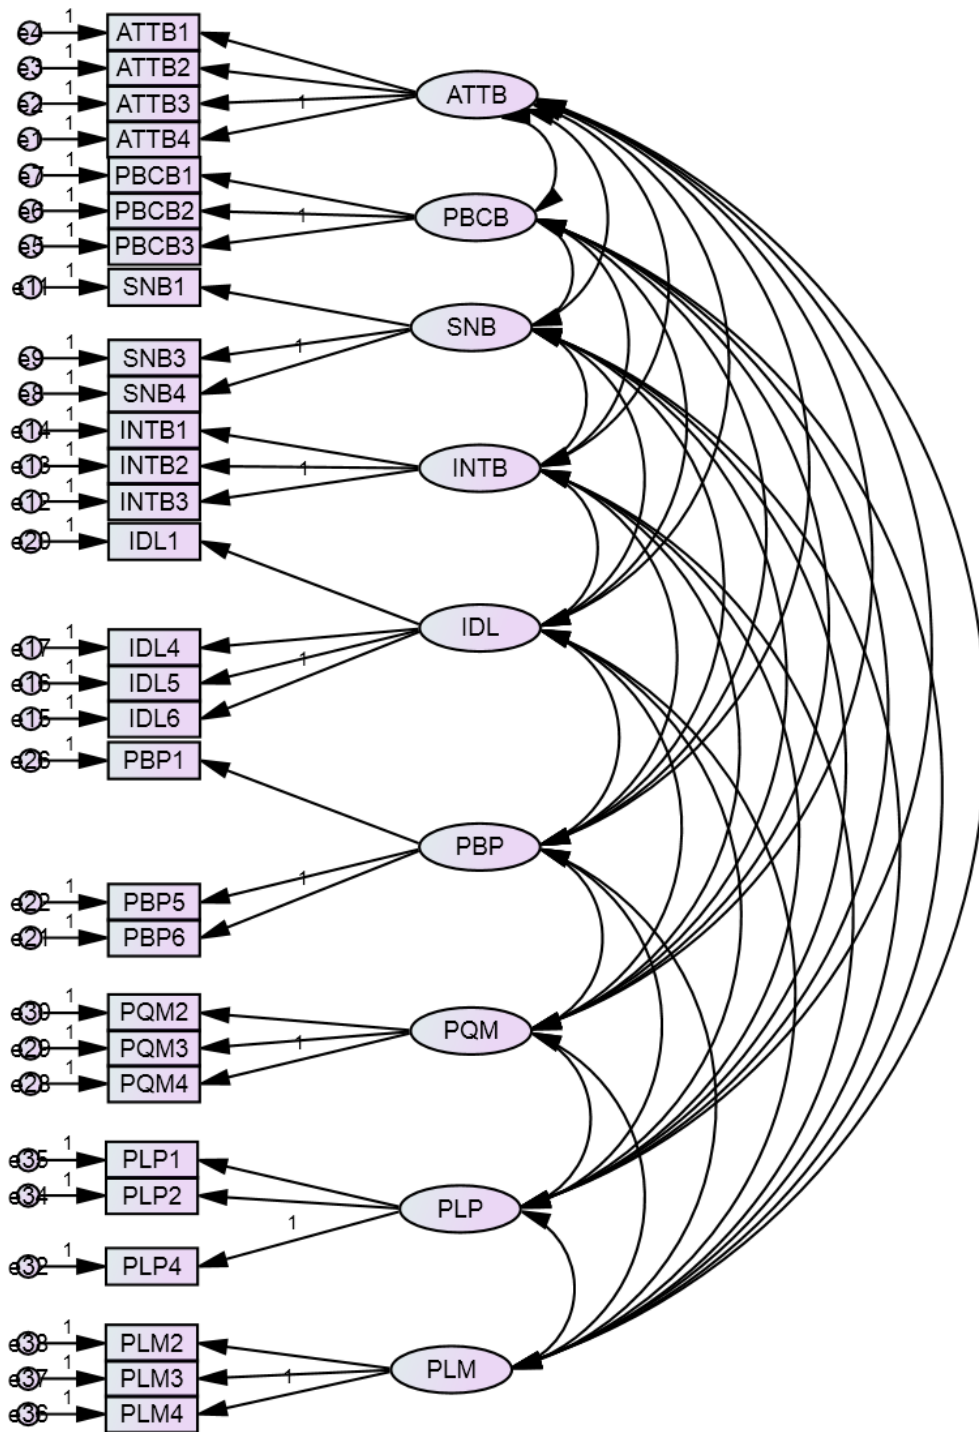 e4 1 ATTB1
e3 1 ATTB2
ATTB
e2 1 ATTB3 1
e1 1 ATTB4
e7 1 PBCB1
e6 1 PBCB2 1 PBCB
e5 1 PBCB3
e11 1 SNB1
SNB
e9 1 SNB3 1
e8 1 SNB4
e14 1 INTB1
e13 1 INTB2 1 INTB
e12 1 INTB3
e20 1 IDL1
IDL
e17 1 IDL4
e16 1 IDL5 1
e15 1 IDL6
e26 1 PBP1
PBP
e22 1 PBP5 1
e21 1 PBP6
e30 1 PQM2
PQM
e29 1 PQM3 1
e28 1 PQM4
e35 1 PLP1
e34 1 PLP2
PLP
1
e32 1 PLP4
e38 1 PLM2
PLM
e37 1 PLM3 1
e36 1 PLM4